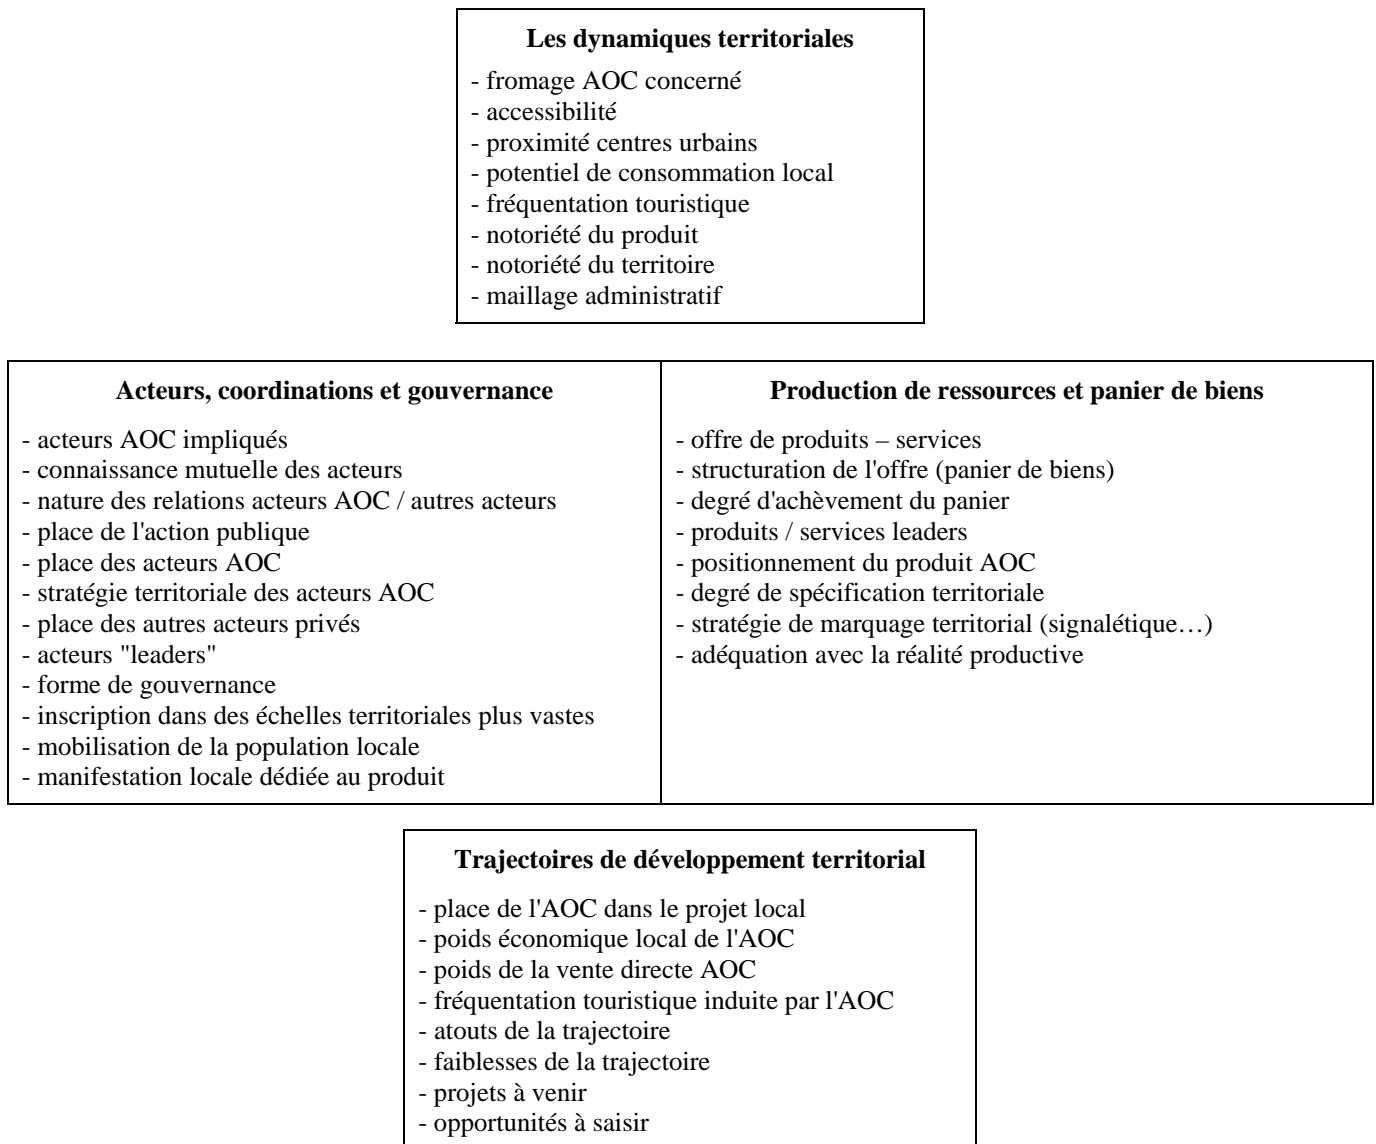 Les dynamiques territoriales
- fromage AOC concerné
- accessibilité
- proximité centres urbains
- potentiel de consommation local
- fréquentation touristique
- notoriété du produit
- notoriété du territoire
- maillage administratif
Acteurs, coordinations et gouvernance
- acteurs AOC impliqués
- connaissance mutuelle des acteurs
- nature des relations acteurs AOC / autres acteurs
- place de l'action publique
- place des acteurs AOC
- stratégie territoriale des acteurs AOC
- place des autres acteurs privés
- acteurs "leaders"
- forme de gouvernance
- inscription dans des échelles territoriales plus vastes
- mobilisation de la population locale
- manifestation locale dédiée au produit
Production de ressources et panier de biens
- offre de produits – services
- structuration de l'offre (panier de biens)
- degré d'achèvement du panier
- produits / services leaders
- positionnement du produit AOC
- degré de spécification territoriale
- stratégie de marquage territorial (signalétique…)
- adéquation avec la réalité productive
Trajectoires de développement territorial
- place de l'AOC dans le projet local
- poids économique local de l'AOC
- poids de la vente directe AOC
- fréquentation touristique induite par l'AOC
- atouts de la trajectoire
- faiblesses de la trajectoire
- projets à venir
- opportunités à saisir